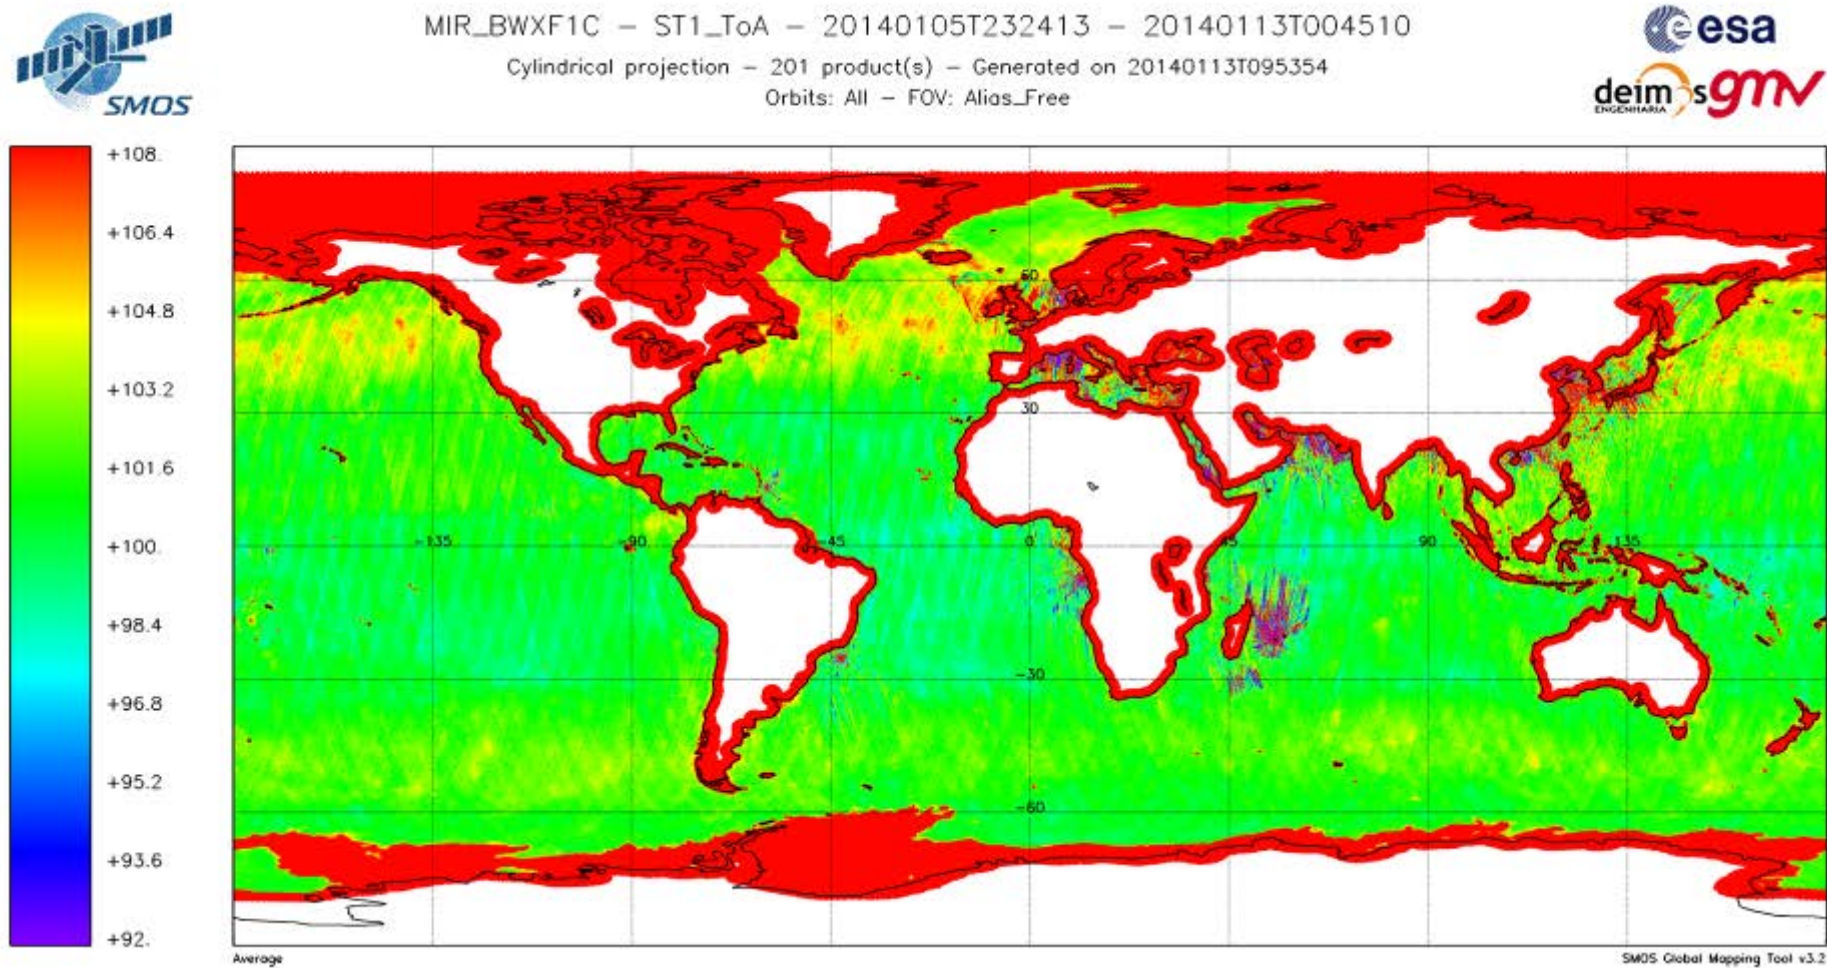 SMOS
MIR_BWXF1C – ST1_ToA – 20140105T232413 – 20140113T004510
Cylindrical projection – 201 product(s) – Generated on 20140113T095354
Orbits: All – FOV: Alias_Free
esa
deimos gmv
ENGENHARIA
+108.
+106.4
+104.8
+103.2
+101.6
+100.
+98.4
+96.8
+95.2
+93.6
+92.
60
30
-135 -90 -45 0 45 90 135
-30
-60
Average
SMOS Global Mapping Tool v3.2